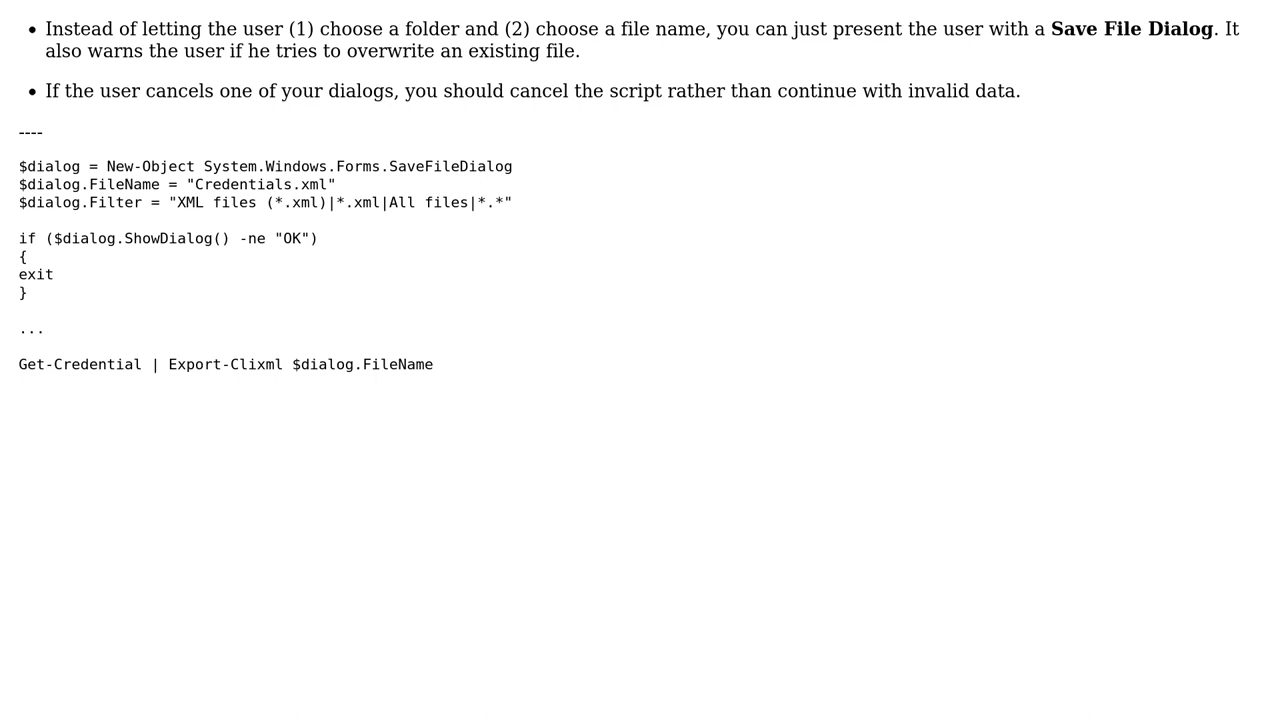 • Instead of letting the user (1) choose a folder and (2) choose a file name, you can just present the user with a Save File Dialog. It
also warns the user if he tries to overwrite an existing file.
• If the user cancels one of your dialogs, you should cancel the script rather than continue with invalid data.
----
$dialog = New-Object System.Windows.Forms.SaveFileDialog
$dialog.FileName = "Credentials.xml"
$dialog.Filter = "XML files (*.xml)|*.xml|All files|*.*"
if ($dialog.ShowDialog() -ne "OK")
{
exit
}
...
Get-Credential | Export-Clixml $dialog.FileName